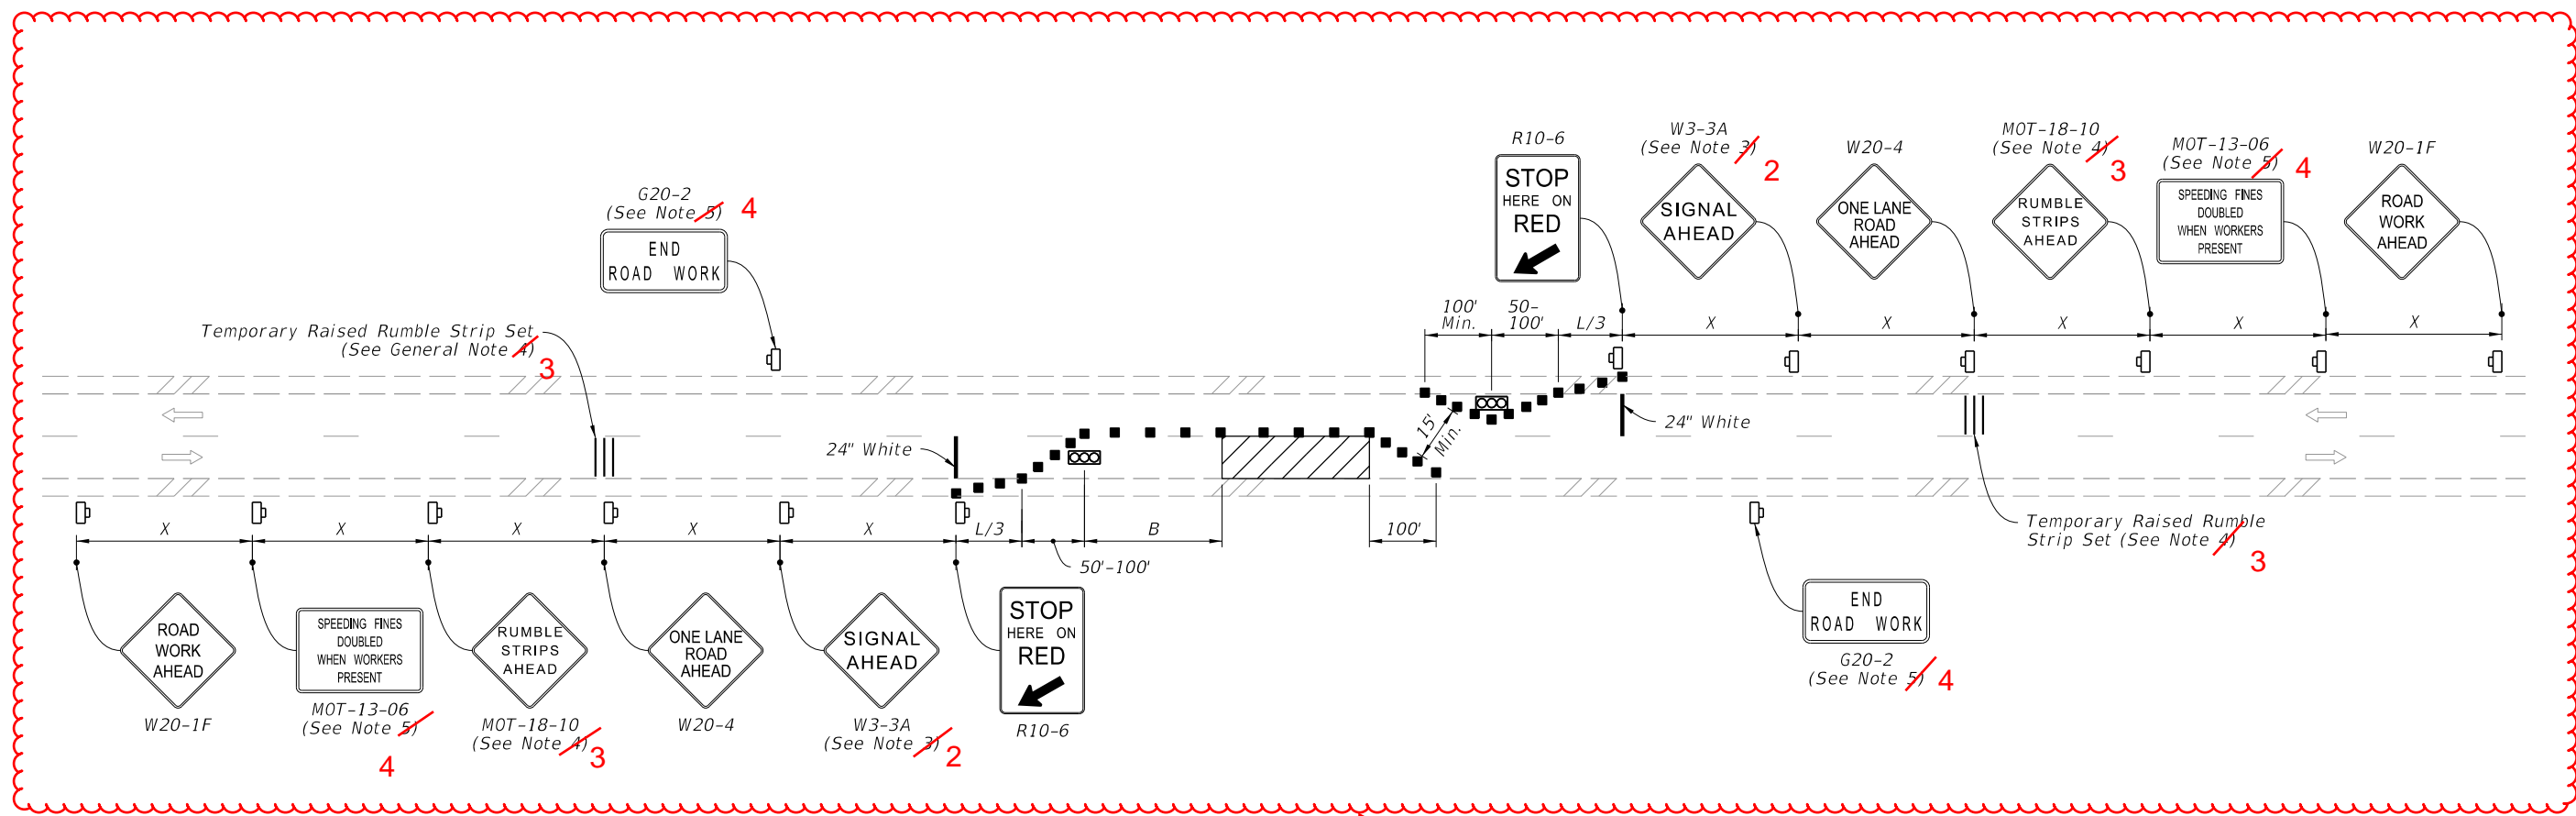 R10-6
STOP
HERE ON
RED
W3-3A
(See Note 3)
2
SIGNAL
AHEAD
W20-4
ONE LANE
ROAD
AHEAD
MOT-18-10
(See Note 4)
3
RUMBLE
STRIPS
AHEAD
MOT-13-06
(See Note 5)
4
SPEEDING FINES
DOUBLED
WHEN WORKERS
PRESENT
W20-1F
ROAD
WORK
AHEAD
G20-2
(See Note 5)
4
END
ROAD WORK
Temporary Raised Rumble Strip Set
(See General Note 4)
3
100'
Min.
50-
100'
L/3
X
X
X
X
X
24" White
15'
Min.
24" White
X
X
X
X
X
L/3
B
100'
50'-100'
Temporary Raised Rumble
Strip Set (See Note 4)
3
ROAD
WORK
AHEAD
W20-1F
SPEEDING FINES
DOUBLED
WHEN WORKERS
PRESENT
MOT-13-06
(See Note 5)
4
RUMBLE
STRIPS
AHEAD
MOT-18-10
(See Note 4)
3
ONE LANE
ROAD
AHEAD
W20-4
SIGNAL
AHEAD
W3-3A
(See Note 3)
2
STOP
HERE ON
RED
R10-6
END
ROAD WORK
G20-2
(See Note 5)
4